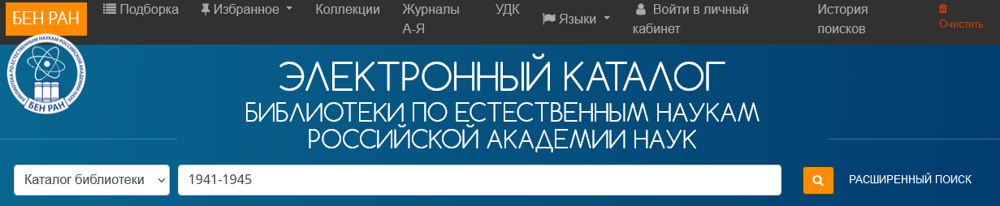 БЕН РАН
Подборка
Избранное
Коллекции
Журналы
А-Я
УДК
Языки
Войти в личный
кабинет
История
поисков
Очистить
БИБЛИОТЕКА ПО ЕСТЕСТВЕННЫМ НАУКАМ РОССИЙСКОЙ АКАДЕМИИ НАУК
БЕН РАН
ЭЛЕКТРОННЫЙ КАТАЛОГ
БИБЛИОТЕКИ ПО ЕСТЕСТВЕННЫМ НАУКАМ
РОССИЙСКОЙ АКАДЕМИИ НАУК
Каталог библиотеки
1941-1945
РАСШИРЕННЫЙ ПОИСК